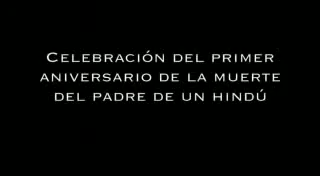 Celebración del primer
aniversario de la muerte
del padre de un hindú